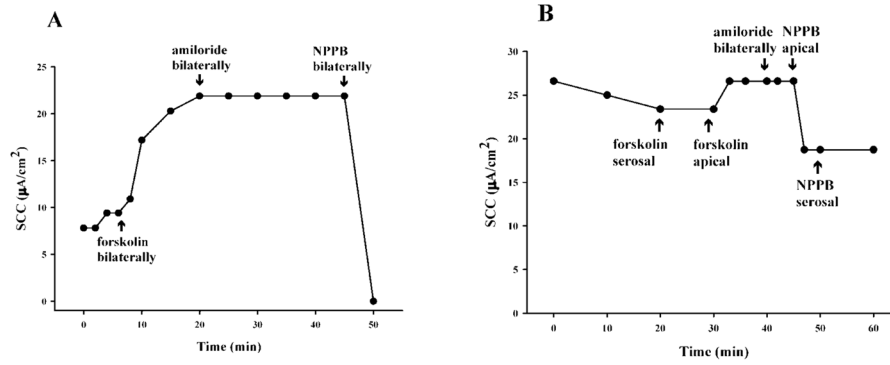 A
amiloride
bilaterally
NPPB
bilaterally
forskolin
bilaterally
SCC (µA/cm2)
25
20
15
10
5
0
0 10 20 30 40 50
Time (min)
B
amiloride
bilaterally
NPPB
apical
forskolin
serosal
forskolin
apical
NPPB
serosal
SCC (µA/cm2)
30
25
20
15
10
5
0
0 10 20 30 40 50 60
Time (min)